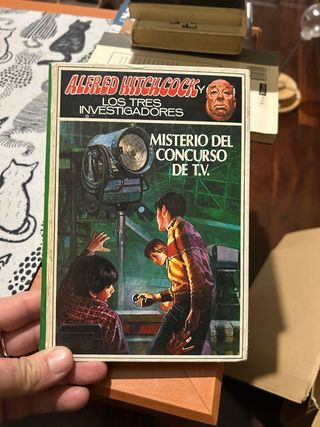 ALFRED HITCHCOCK Y
LOS TRES
INVESTIGADORES
MISTERIO DEL
CONCURSO
DE T.V.